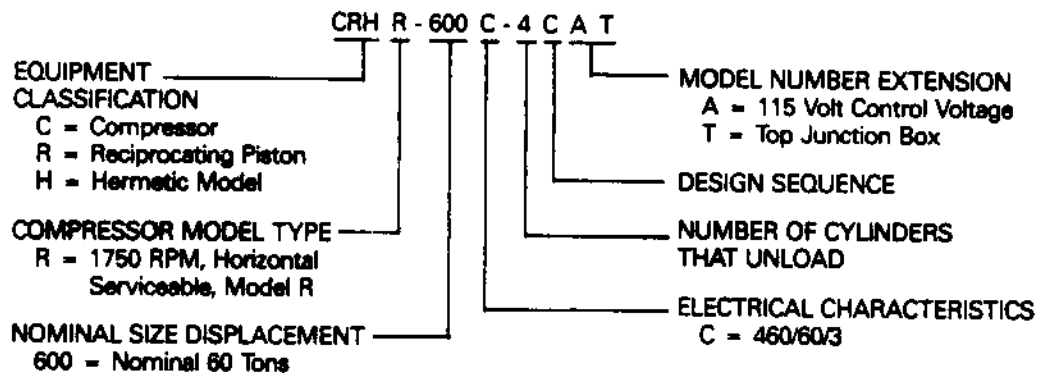 CRH R - 600 C - 4 C A T
EQUIPMENT
CLASSIFICATION
C = Compressor
R = Reciprocating Piston
H = Hermetic Model
COMPRESSOR MODEL TYPE
R = 1750 RPM, Horizontal
Serviceable, Model R
NOMINAL SIZE DISPLACEMENT
600 = Nominal 60 Tons
MODEL NUMBER EXTENSION
A = 115 Volt Control Voltage
T = Top Junction Box
DESIGN SEQUENCE
NUMBER OF CYLINDERS
THAT UNLOAD
ELECTRICAL CHARACTERISTICS
C = 460/60/3